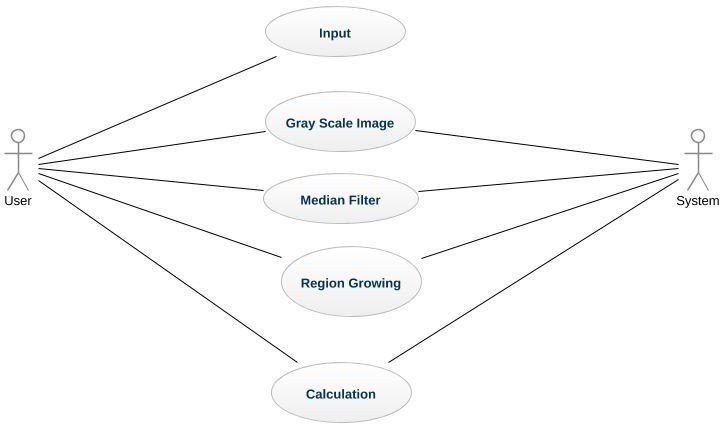 Input
Gray Scale Image
Median Filter
User
System
Region Growing
Calculation